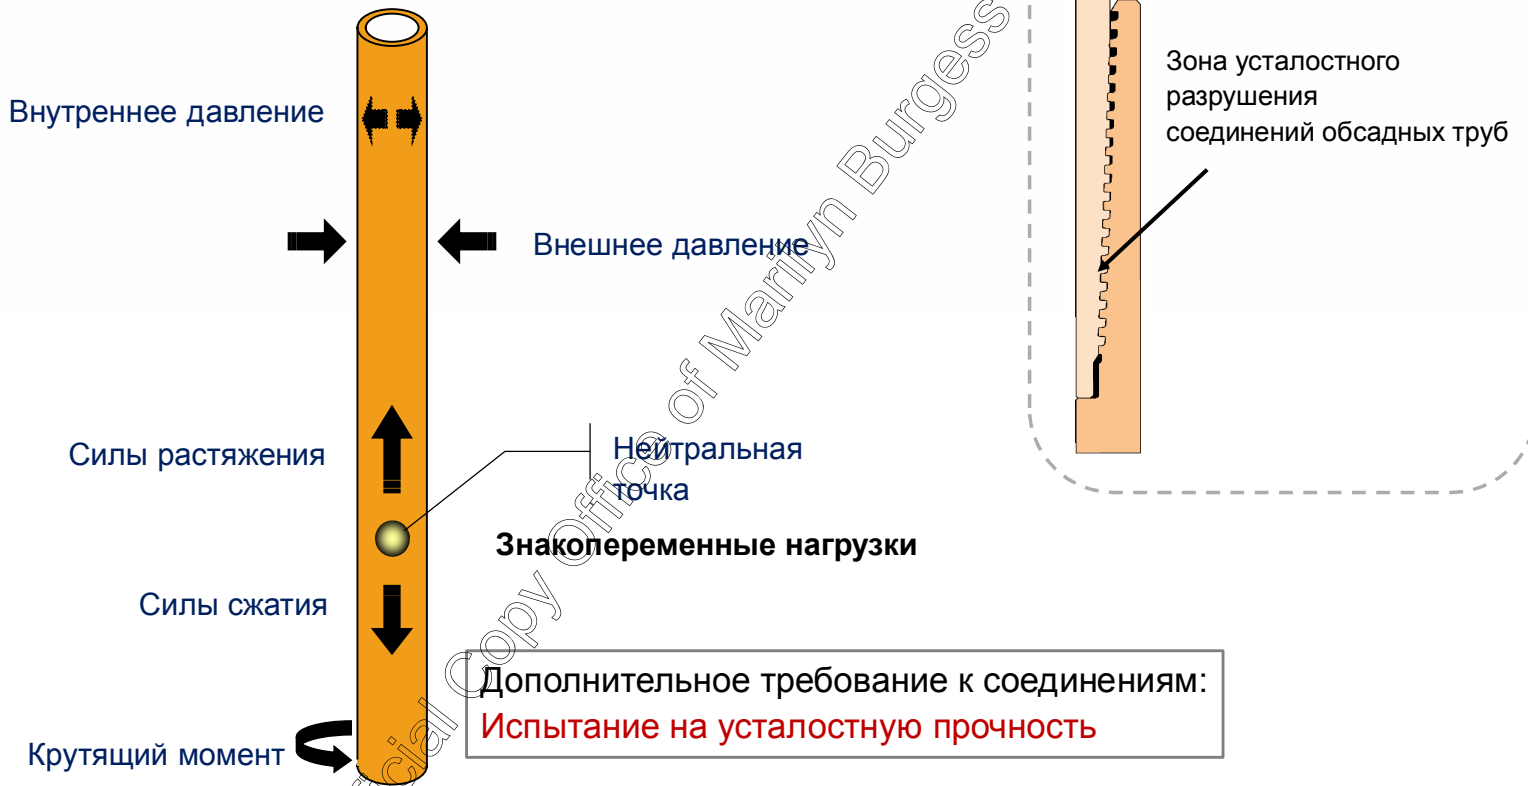 Внутреннее давление
Внешнее давление
Силы растяжения
Нейтральная
точка
Знакопеременные нагрузки
Силы сжатия
Дополнительное требование к соединениям:
Испытание на усталостную прочность
Крутящий момент
Зона усталостного
разрушения
соединений обсадных труб
cial Copy Office of Marilyn Burgess